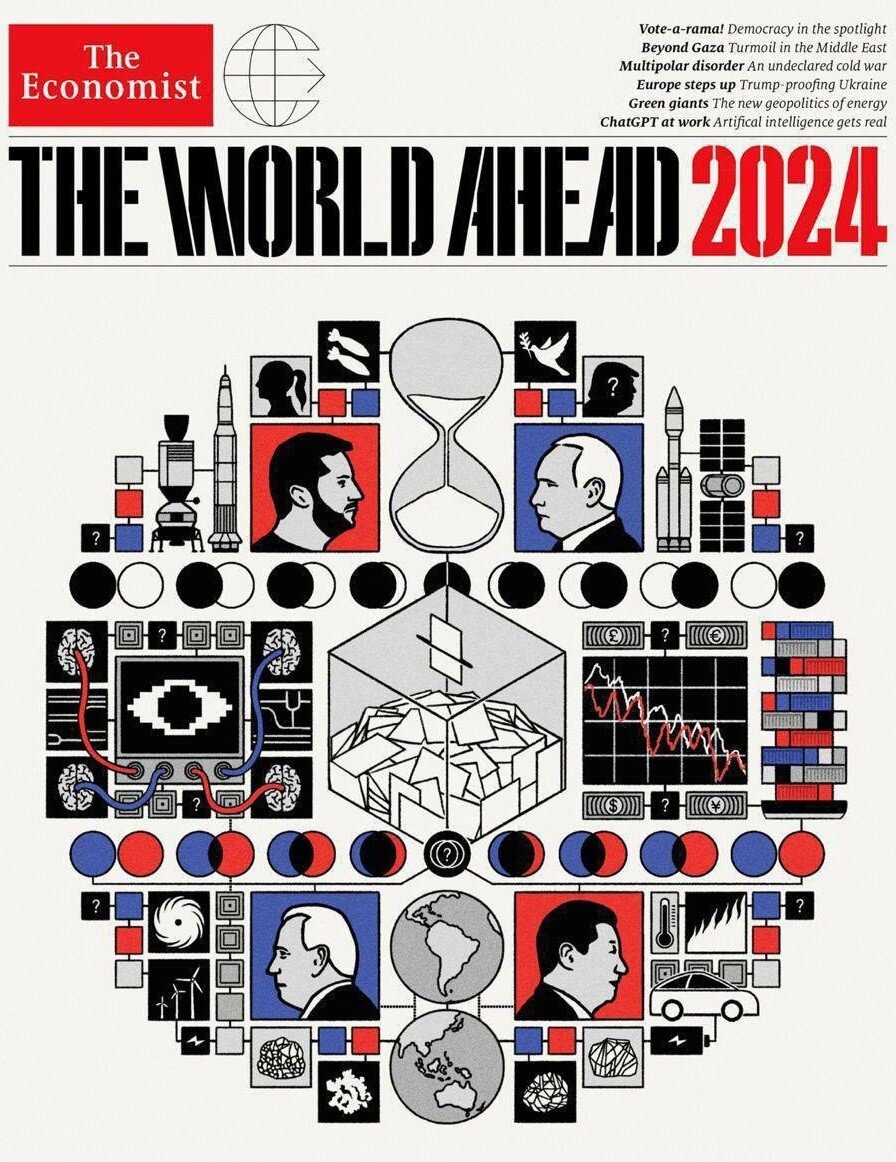 The
Economist
Vote-a-rama! Democracy in the spotlight
Beyond Gaza Turmoil in the Middle East
Multipolar disorder An undeclared cold war
Europe steps up Trump-proofing Ukraine
Green giants The new geopolitics of energy
ChatGPT at work Artifical intelligence gets real
THE WORLD AHEAD 2024
?
? ?
? £ ? €
? $ ? ¥
?
? ?